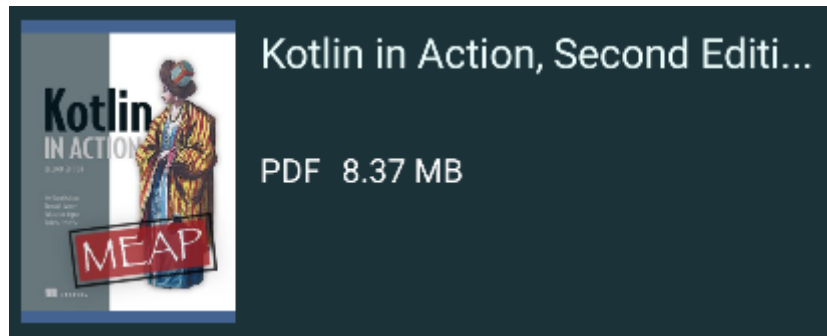 Kotlin in Action, Second Editi...
PDF 8.37 MB
Kotlin
IN ACTION
MEAP